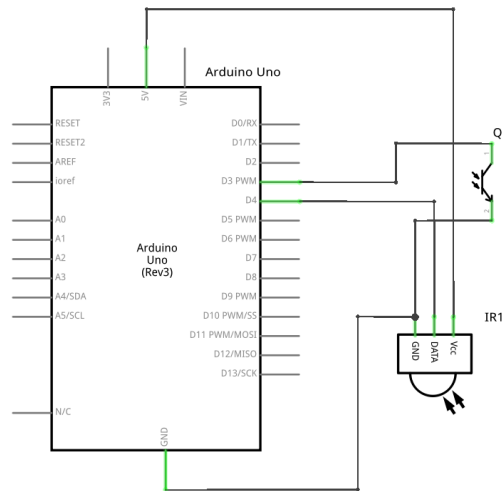 Arduino Uno
3V3
5V
VIN
RESET
RESET2
AREF
ioref
A0
A1
A2
A3
A4/SDA
A5/SCL
N/C
D0/RX
D1/TX
D2
D3 PWM
D4
D5 PWM
D6 PWM
D7
D8
D9 PWM
D10 PWM/SS
D11 PWM/MOSI
D12/MISO
D13/SCK
Arduino
Uno
(Rev3)
GND
Q
1
2
IR1
GND
DATA
Vcc